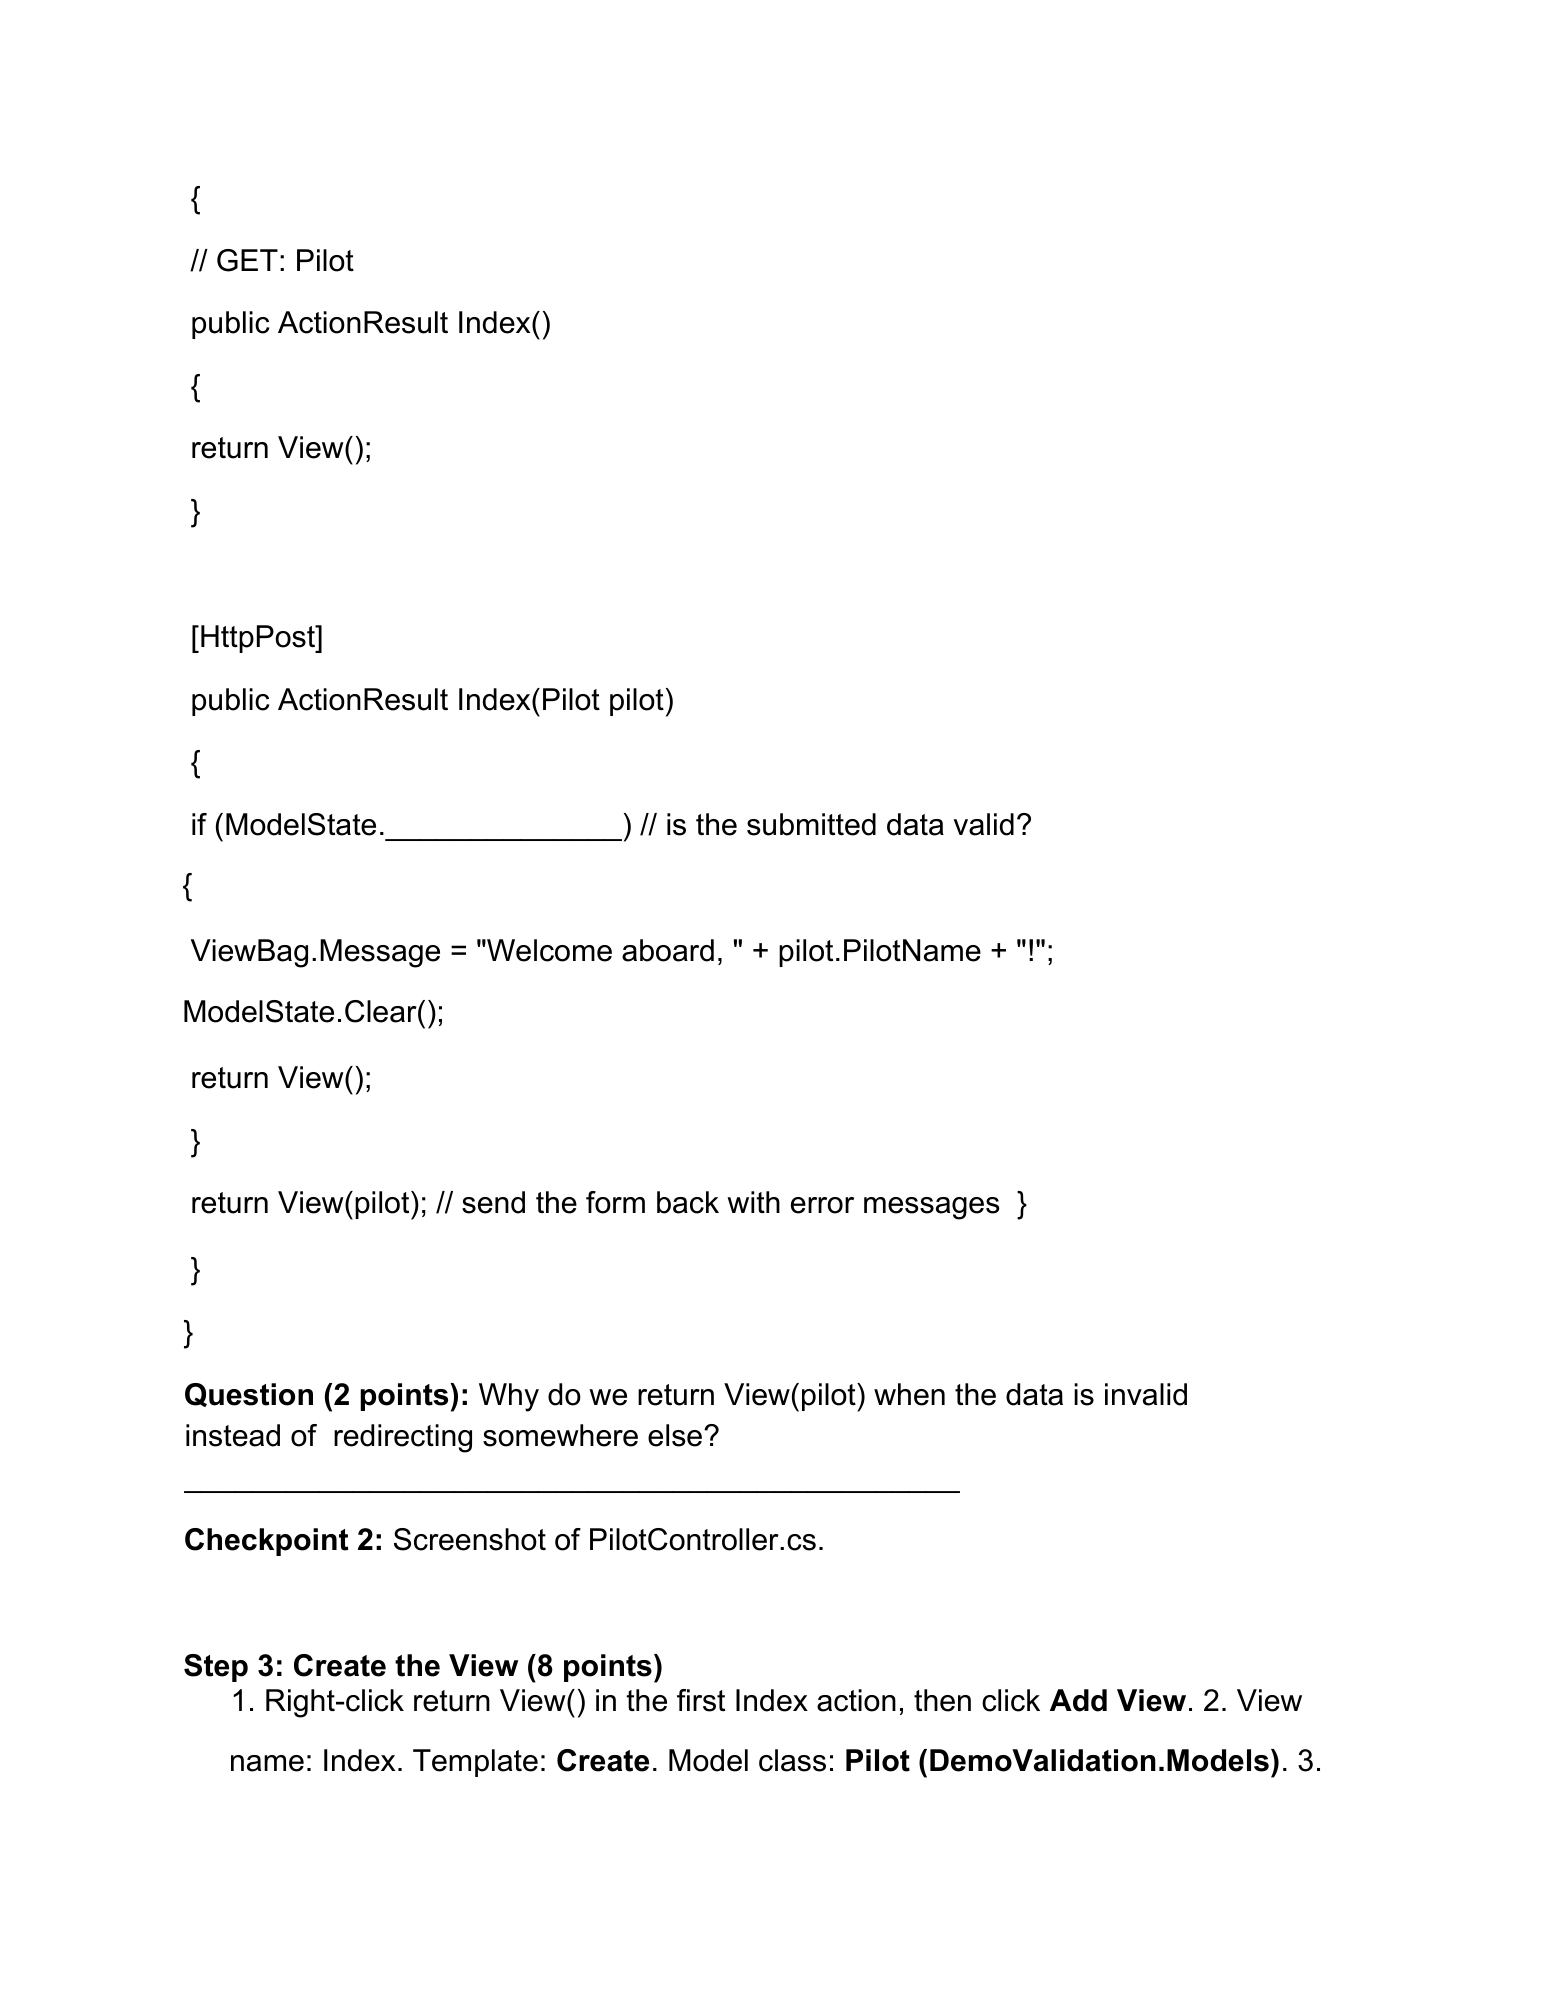 {
// GET: Pilot
public ActionResult Index()
{
return View();
}
[HttpPost]
public ActionResult Index(Pilot pilot)
{
if (ModelState.______________) // is the submitted data valid?
{
ViewBag.Message = "Welcome aboard, " + pilot.PilotName + "!";
ModelState.Clear();
return View();
}
return View(pilot); // send the form back with error messages }
}
}
Question (2 points): Why do we return View(pilot) when the data is invalid
instead of redirecting somewhere else?
______________________________________________
Checkpoint 2: Screenshot of PilotController.cs.
Step 3: Create the View (8 points)
1. Right-click return View() in the first Index action, then click Add View. 2. View
name: Index. Template: Create. Model class: Pilot (DemoValidation.Models). 3.